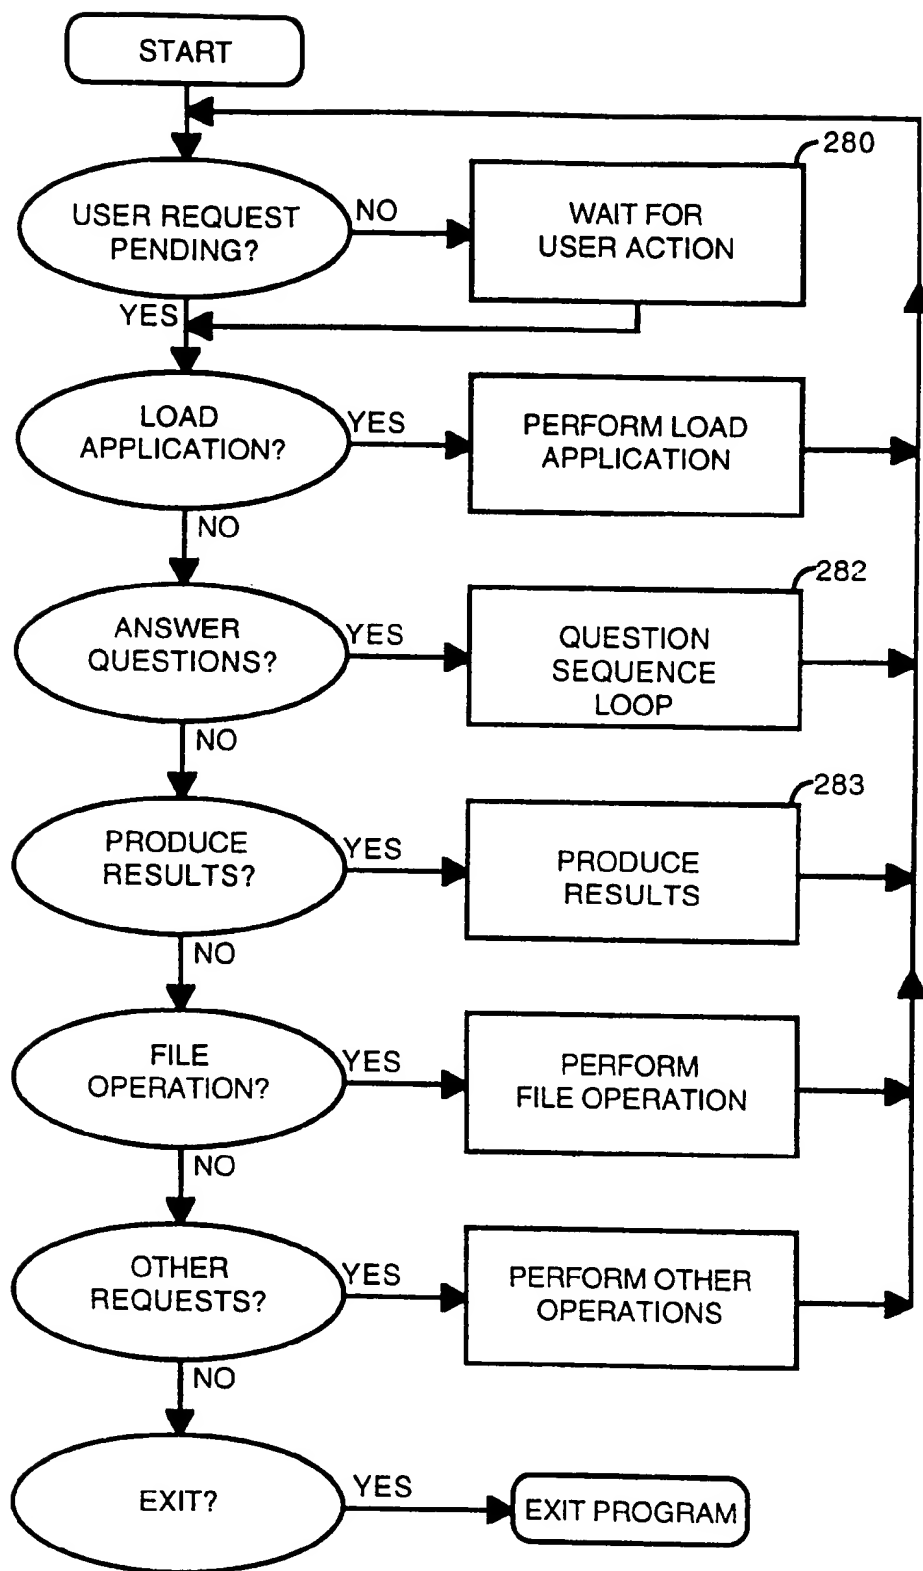 START
280
USER REQUEST
PENDING?
NO
WAIT FOR
USER ACTION
YES
LOAD
APPLICATION?
YES
PERFORM LOAD
APPLICATION
NO
282
ANSWER
QUESTIONS?
YES
QUESTION
SEQUENCE
LOOP
NO
283
PRODUCE
RESULTS?
YES
PRODUCE
RESULTS
NO
FILE
OPERATION?
YES
PERFORM
FILE OPERATION
NO
OTHER
REQUESTS?
YES
PERFORM OTHER
OPERATIONS
NO
EXIT?
YES
EXIT PROGRAM